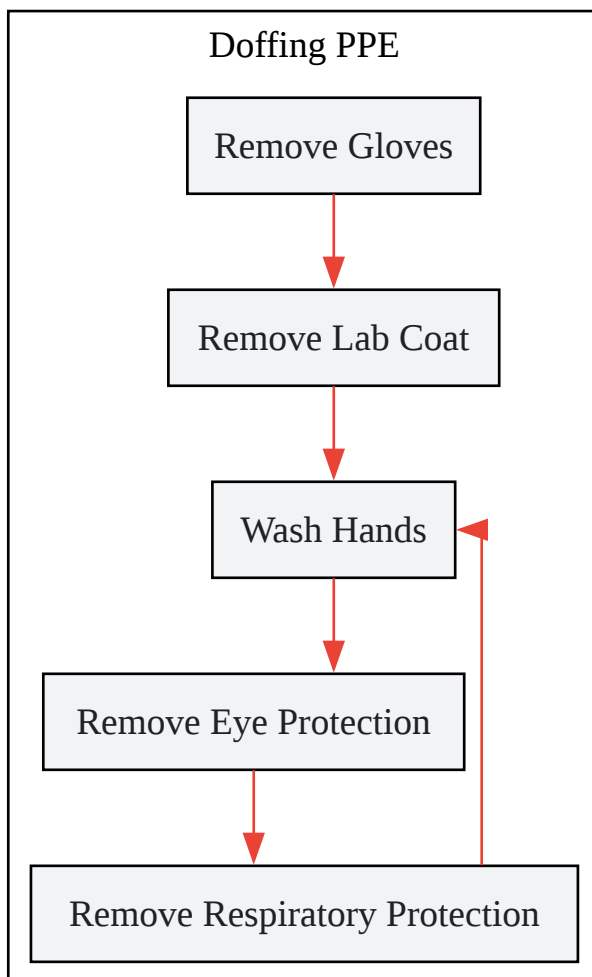 Doffing PPE
Remove Gloves
Remove Lab Coat
Wash Hands
Remove Eye Protection
Remove Respiratory Protection